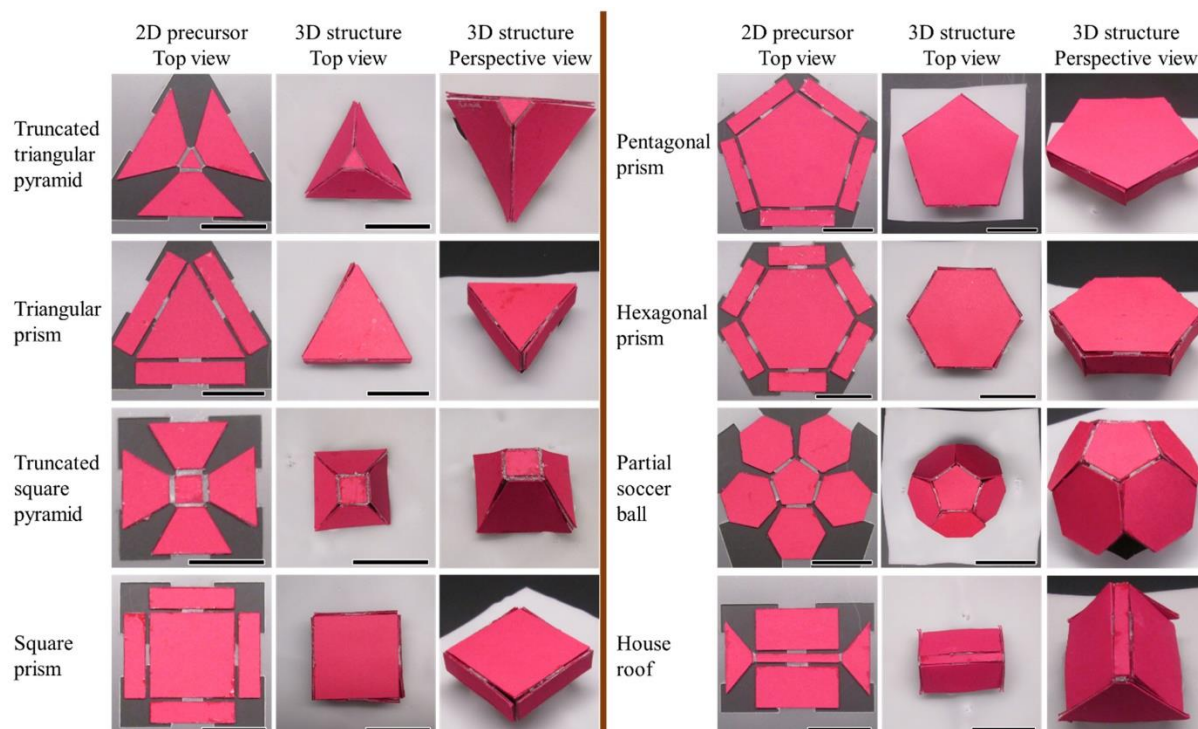 2D precursor
Top view
3D structure
Top view
3D structure
Perspective view
Truncated
triangular
pyramid
Triangular
prism
Truncated
square
pyramid
Square
prism
2D precursor
Top view
3D structure
Top view
3D structure
Perspective view
Pentagonal
prism
Hexagonal
prism
Partial
soccer
ball
House
roof